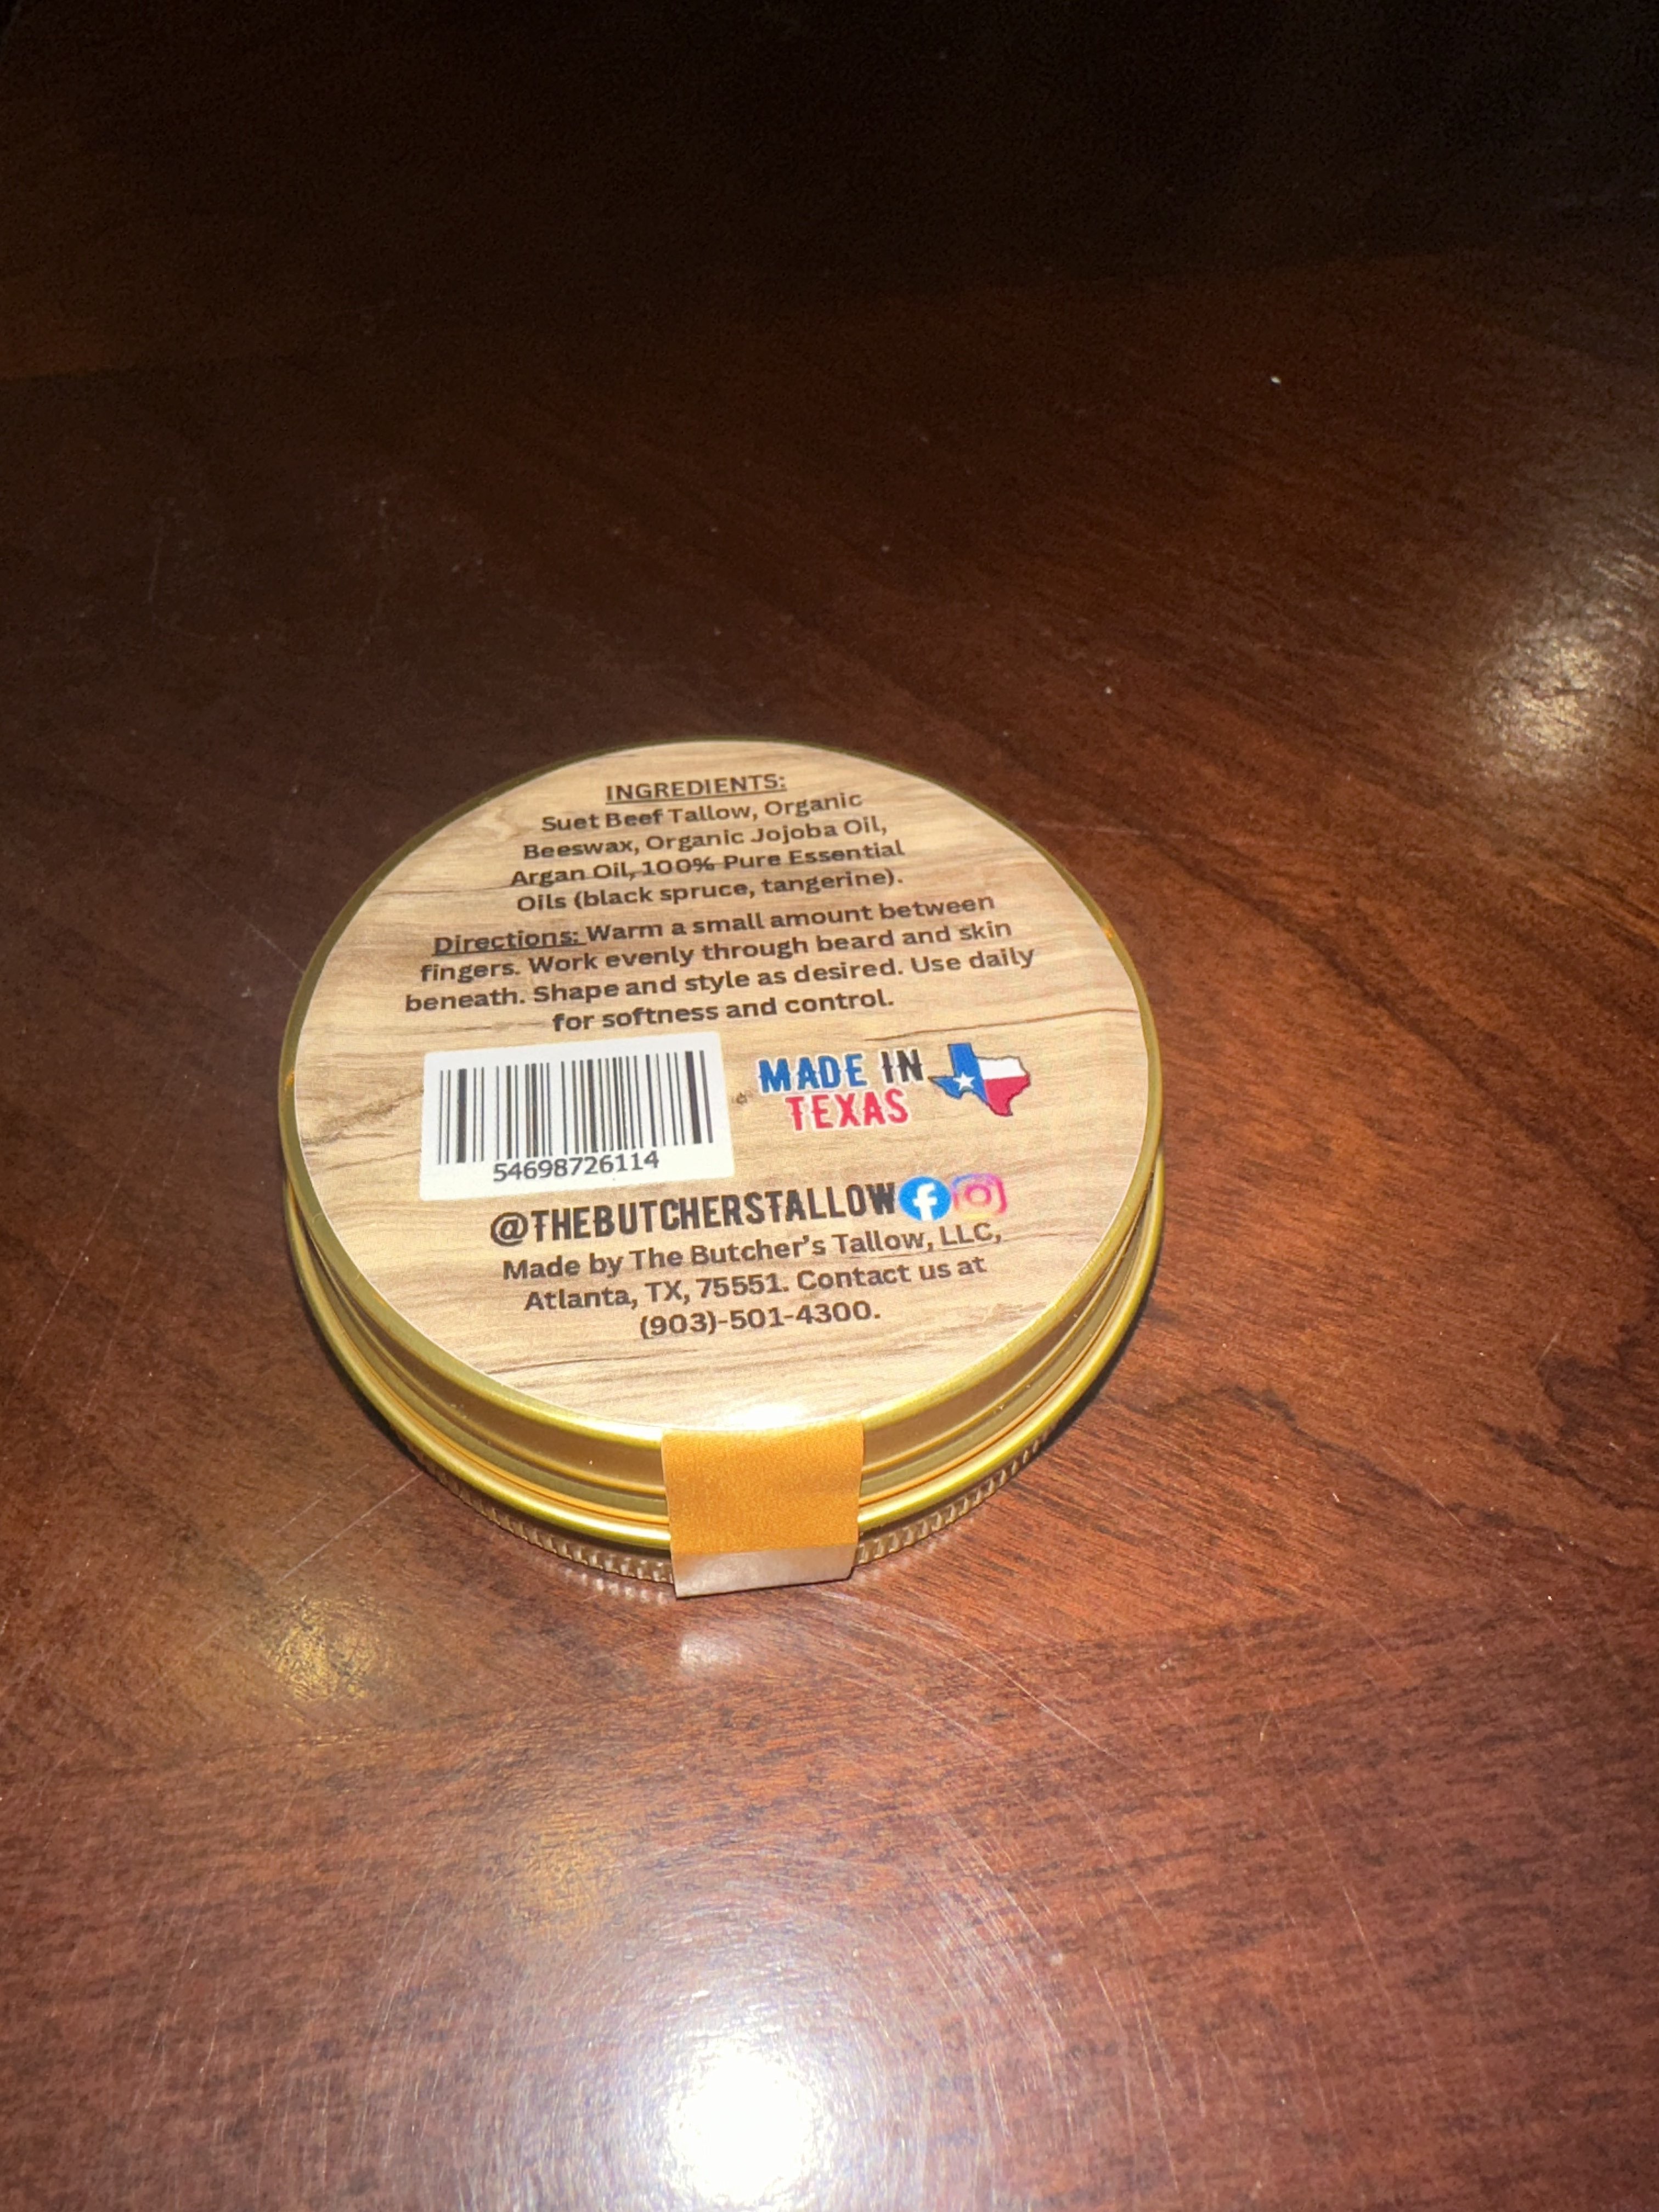 INGREDIENTS:
Suet Beef Tallow, Organic
Beeswax, Organic Jojoba Oil,
Argan Oil, 100% Pure Essential
Oils (black spruce, tangerine).
Directions: Warm a small amount between
fingers. Work evenly through beard and skin
beneath. Shape and style as desired. Use daily
for softness and control.
54698726114
MADE IN
TEXAS
@THEBUTCHERSTALLOW
Made by The Butcher's Tallow, LLC,
Atlanta, TX, 75551. Contact us at
(903)-501-4300.